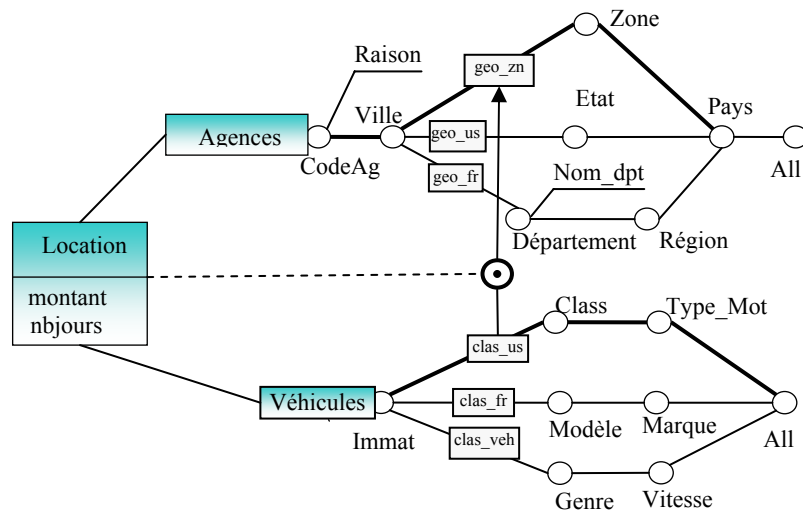 Zone
Raison
geo_zn
Ville
Etat
Pays
Agences
geo_us
CodeAg
All
geo_fr
Nom_dpt
Département
Région
Location
montant
nbjours
Class
Type_Mot
clas_us
Véhicules
clas_fr
Immat
Modèle
Marque
All
clas_veh
Genre
Vitesse